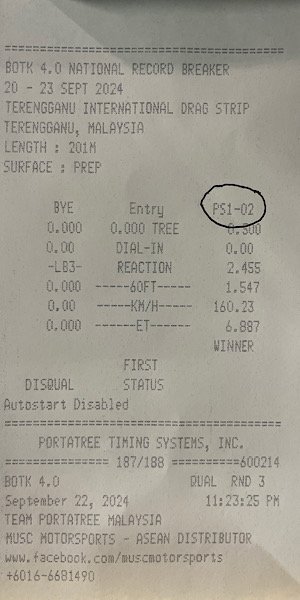 ========================================
BOTK 4.0 NATIONAL RECORD BREAKER
20 - 23 SEPT 2024
TERENGGANU INTERNATIONAL DRAG STRIP
TERENGGANU, MALAYSIA
LENGTH : 201M
SURFACE : PREP
BYE Entry PS1-02
0.000 0.000 TREE 0.300
0.00 DIAL-IN 0.00
-LB3- REACTION 2.455
0.000 -----60FT----- 1.547
0.00 -----KM/H----- 160.23
0.000 ------ET------ 6.887
WINNER
FIRST
DISQUAL STATUS
Autostart Disabled
========================================
PORTATREE TIMING SYSTEMS, INC.
=============== 187/188 ==========600214
BOTK 4.0 DUAL RND 3
September 22, 2024 11:23:25 PM
TEAM PORTATREE MALAYSIA
MUSC MOTORSPORTS - ASEAN DISTRIBUTOR
www.facebook.com/muscmotorsports
+6016-6681490